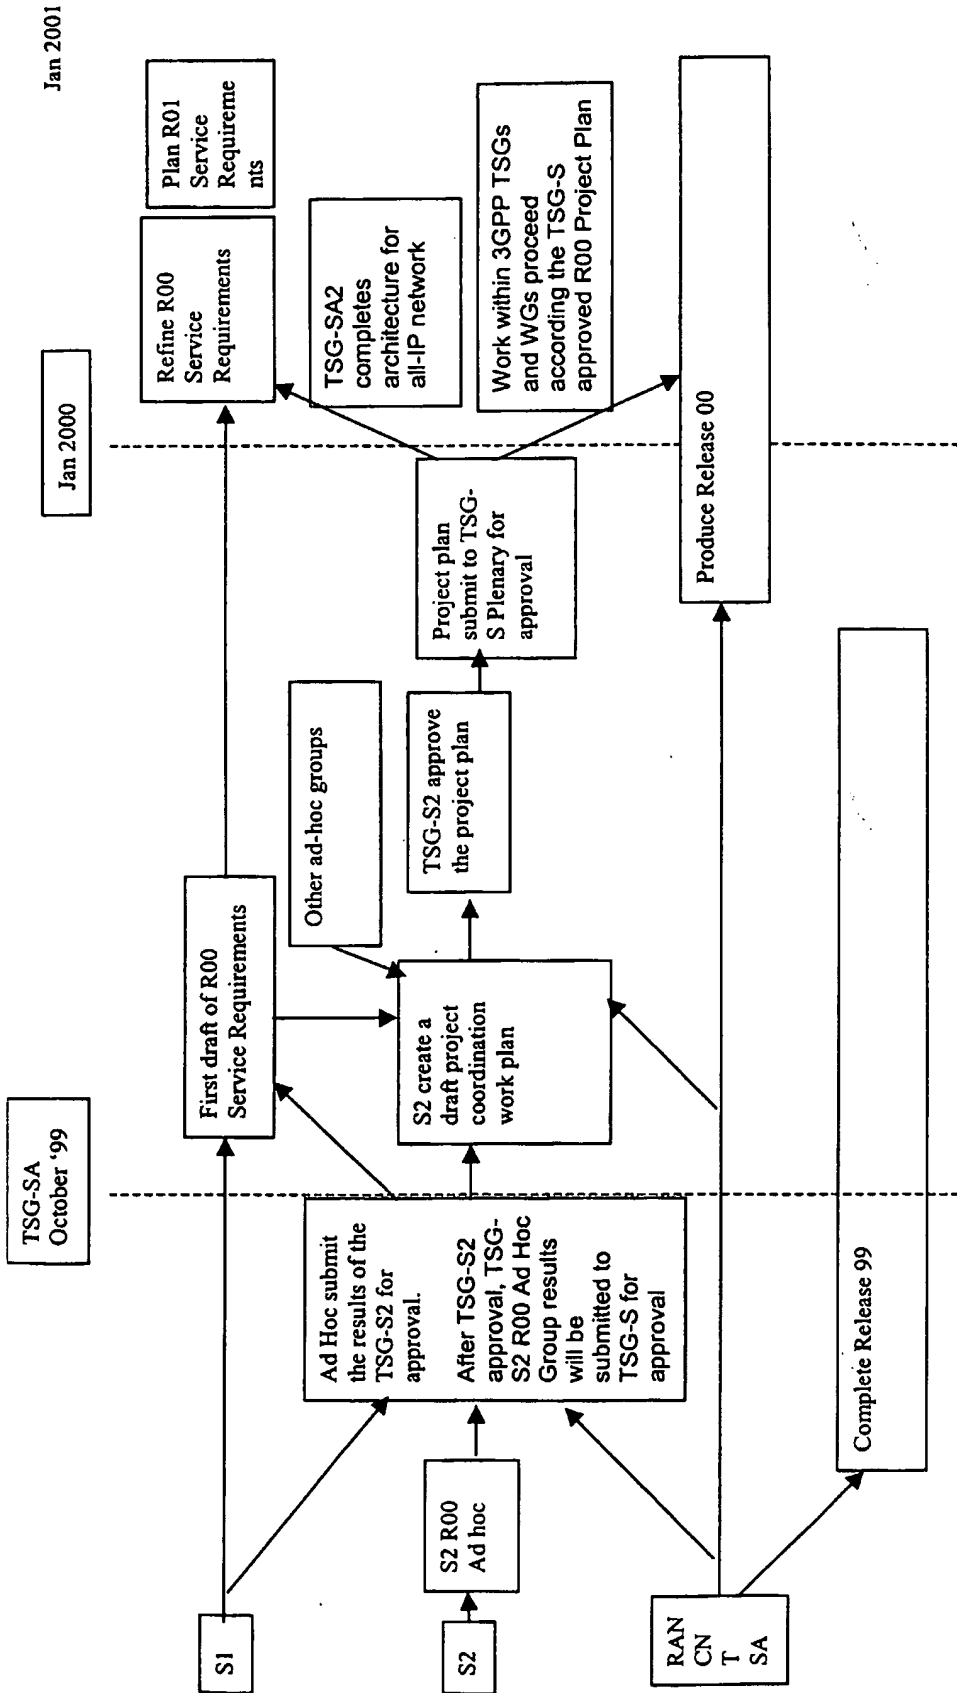 TSG-SA
October ‘99
Jan 2000
Jan 2001
S1
First draft of R00
Service Requirements
Refine R00
Service
Requirements
Plan R01
Service
Requireme
nts
Other ad-hoc groups
TSG-SA2
completes
architecture for
all-IP network
Ad Hoc submit
the results of the
TSG-S2 for
approval.
After TSG-S2
approval, TSG-
S2 R00 Ad Hoc
Group results
will be
submitted to
TSG-S for
approval
S2
S2 R00
Ad hoc
S2 create a
draft project
coordination
work plan
TSG-S2 approve
the project plan
Project plan
submit to TSG-
S Plenary for
approval
Work within 3GPP TSGs
and WGs proceed
according the TSG-S
approved R00 Project Plan
RAN
CN
T
SA
Produce Release 00
Complete Release 99